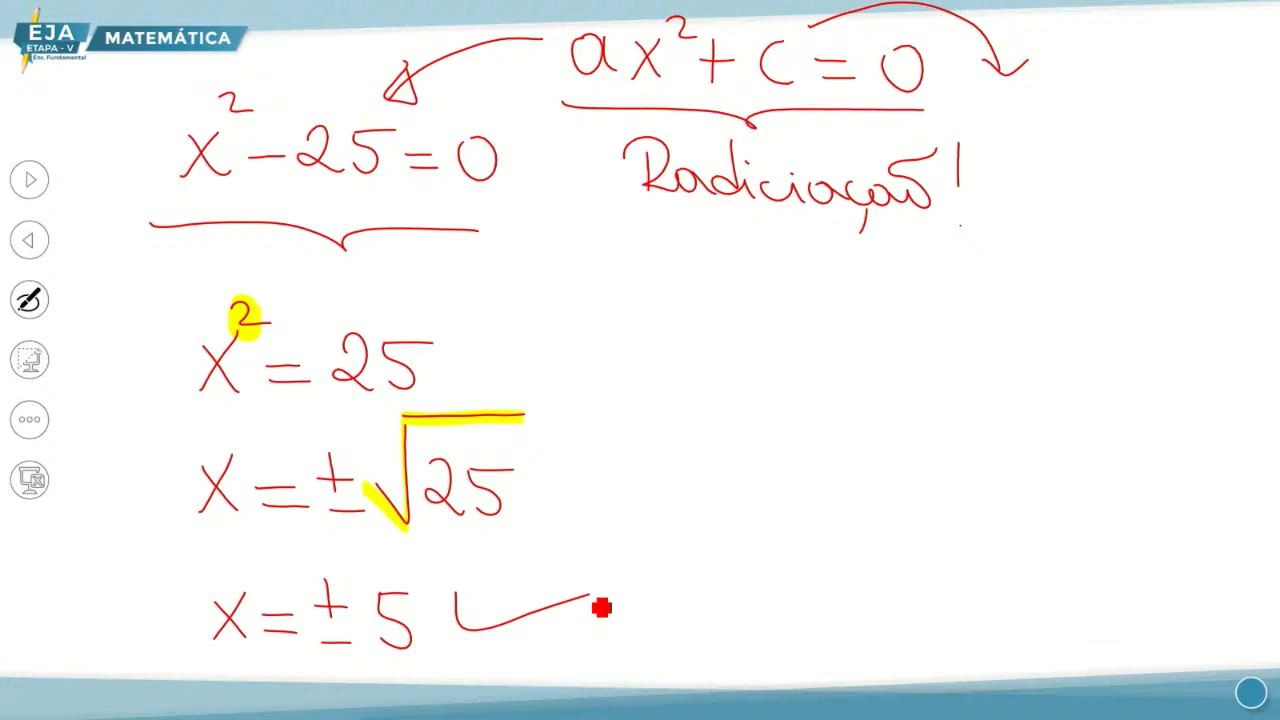 EJA
ETAPA - V
Ens. Fundamental
MATEMÁTICA
ax² + c = 0
Radiciação!
x² - 25 = 0
x² = 25
x = ± √25
x = ± 5